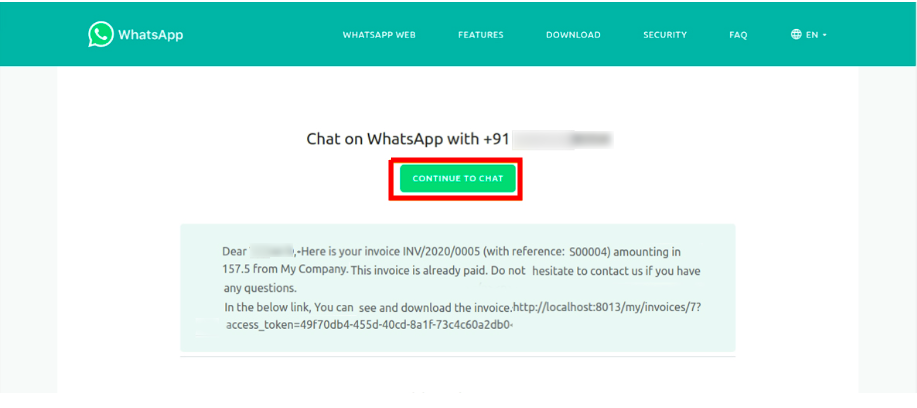 WhatsApp
WHATSAPP WEB FEATURES DOWNLOAD SECURITY FAQ EN
Chat on WhatsApp with +91
CONTINUE TO CHAT
Dear ,-Here is your invoice INV/2020/0005 (with reference: S00004) amounting in
157.5 from My Company. This invoice is already paid. Do not hesitate to contact us if you have
any questions.
In the below link, You can see and download the invoice.http://localhost:8013/my/invoices/7?
access_token=49f70db4-455d-40cd-8a1f-73c4c60a2db0-